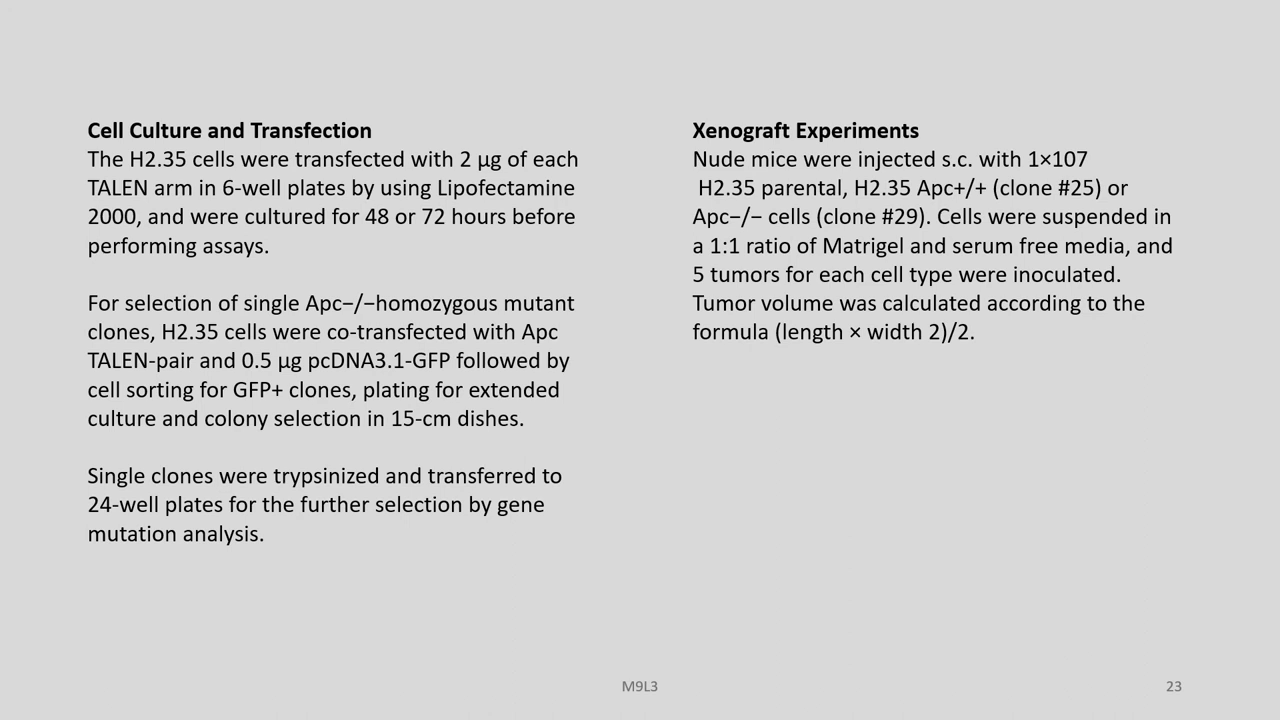 Cell Culture and Transfection
The H2.35 cells were transfected with 2 µg of each
TALEN arm in 6-well plates by using Lipofectamine
2000, and were cultured for 48 or 72 hours before
performing assays.
For selection of single Apc−/−homozygous mutant
clones, H2.35 cells were co-transfected with Apc
TALEN-pair and 0.5 µg pcDNA3.1-GFP followed by
cell sorting for GFP+ clones, plating for extended
culture and colony selection in 15-cm dishes.
Single clones were trypsinized and transferred to
24-well plates for the further selection by gene
mutation analysis.
Xenograft Experiments
Nude mice were injected s.c. with 1×107
H2.35 parental, H2.35 Apc+/+ (clone #25) or
Apc−/− cells (clone #29). Cells were suspended in
a 1:1 ratio of Matrigel and serum free media, and
5 tumors for each cell type were inoculated.
Tumor volume was calculated according to the
formula (length × width 2)/2.
M9L3
23